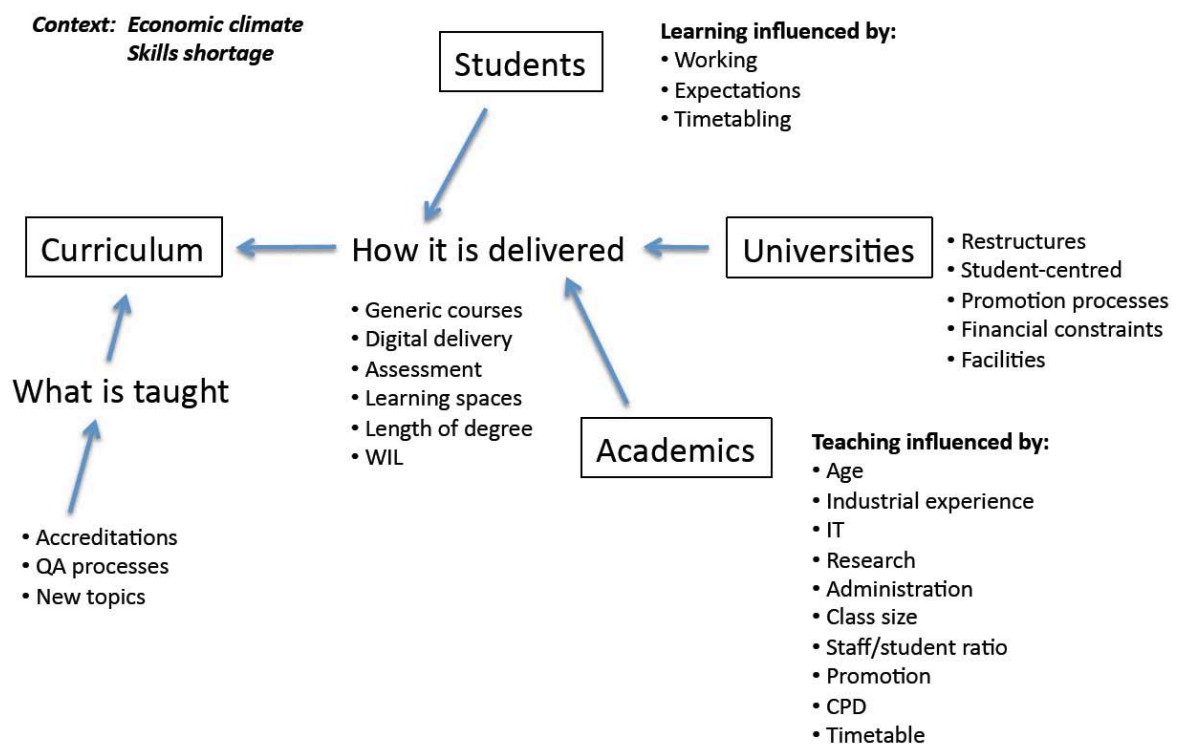 Context: Economic climate
Skills shortage
Students
Learning influenced by:
• Working
• Expectations
• Timetabling
Curriculum
How it is delivered
Universities
• Restructures
• Student-centred
• Promotion processes
• Financial constraints
• Facilities
• Generic courses
• Digital delivery
• Assessment
• Learning spaces
• Length of degree
• WIL
What is taught
Academics
Teaching influenced by:
• Age
• Industrial experience
• IT
• Research
• Administration
• Class size
• Staff/student ratio
• Promotion
• CPD
• Timetable
• Accreditations
• QA processes
• New topics